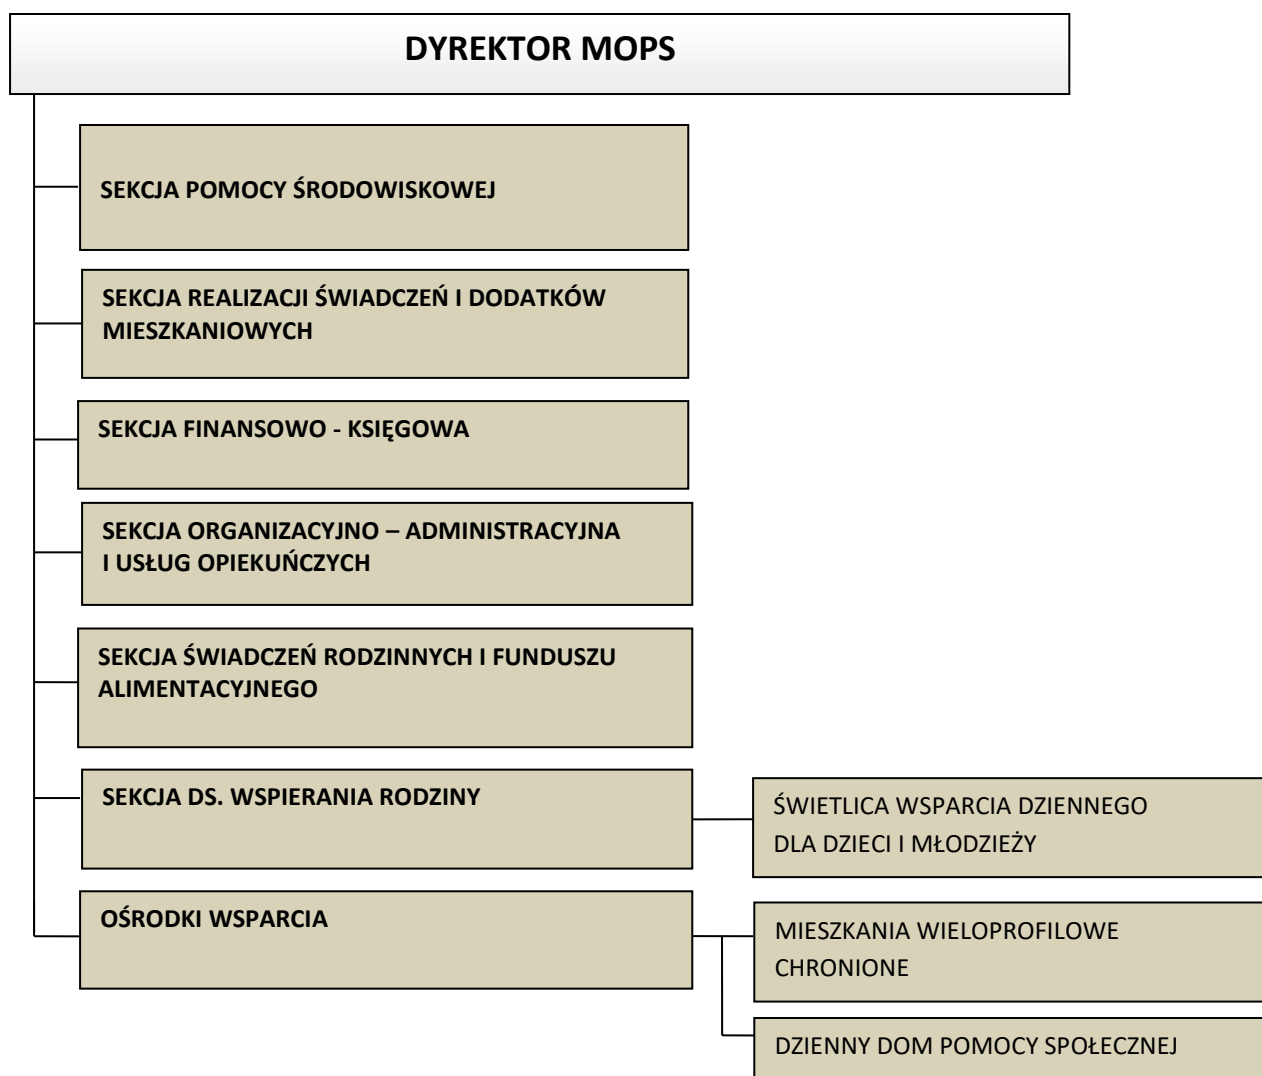 DYREKTOR MOPS
SEKCJA POMOCY ŚRODOWISKOWEJ
SEKCJA REALIZACJI ŚWIADCZEŃ I DODATKÓW
MIESZKANIOWYCH
SEKCJA FINANSOWO - KSIĘGOWA
SEKCJA ORGANIZACYJNO – ADMINISTRACYJNA
I USŁUG OPIEKUŃCZYCH
SEKCJA ŚWIADCZEŃ RODZINNYCH I FUNDUSZU
ALIMENTACYJNEGO
SEKCJA DS. WSPIERANIA RODZINY
ŚWIETLICA WSPARCIA DZIENNEGO
DLA DZIECI I MŁODZIEŻY
OŚRODKI WSPARCIA
MIESZKANIA WIELOPROFILOWE
CHRONIONE
DZIENNY DOM POMOCY SPOŁECZNEJ